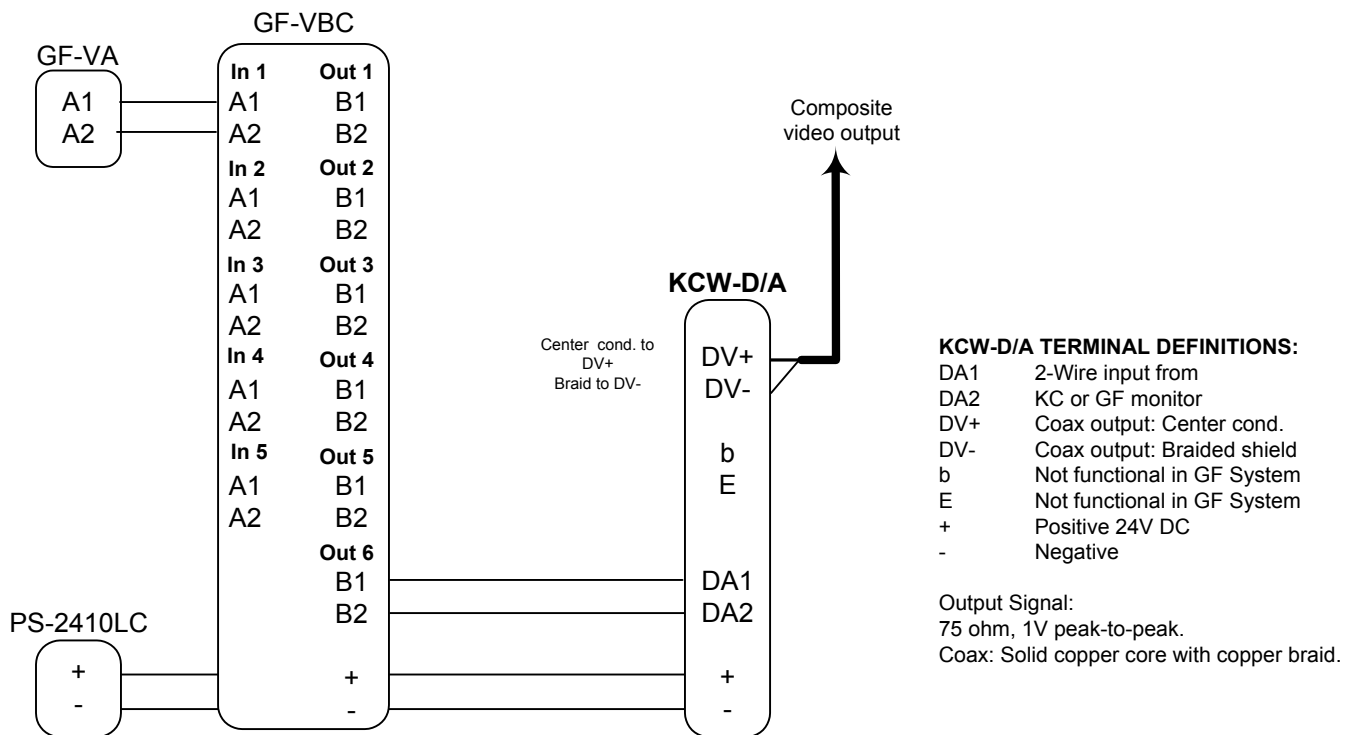 GF-VBC
GF-VA
A1
A2
In 1 Out 1
A1 B1
A2 B2
In 2 Out 2
A1 B1
A2 B2
In 3 Out 3
A1 B1
A2 B2
In 4 Out 4
A1 B1
A2 B2
In 5 Out 5
A1 B1
A2 B2
Out 6
B1
B2
+
-
PS-2410LC
+
-
Composite
video output
KCW-D/A
Center cond. to
DV+
Braid to DV-
DV+
DV-
b
E
DA1
DA2
+
-
KCW-D/A TERMINAL DEFINITIONS:
DA1 2-Wire input from
DA2 KC or GF monitor
DV+ Coax output: Center cond.
DV- Coax output: Braided shield
b Not functional in GF System
E Not functional in GF System
+ Positive 24V DC
- Negative
Output Signal:
75 ohm, 1V peak-to-peak.
Coax: Solid copper core with copper braid.